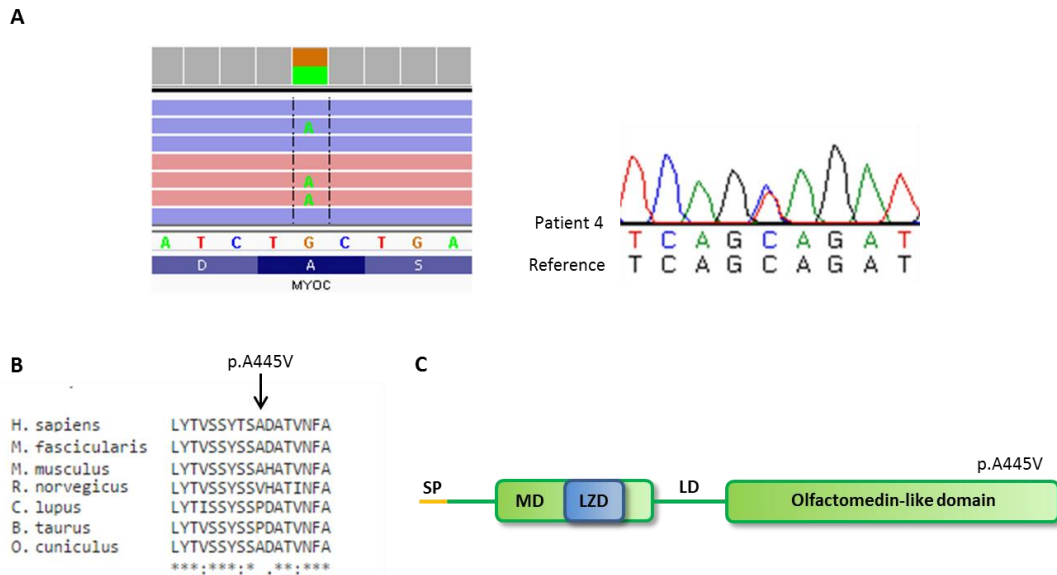 A
A
A
A
A T C T G C T G A
D A S
MYOC
Patient 4
T C A G C A G A T
Reference
T C A G C A G A T
B
p.A445V
H. sapiens LYTVSSYTSADATVNFA
M. fascicularis LYTVSSYSSADATVNFA
M. musculus LYTVSSYSSAHATVNFA
R. norvegicus LYTVSSYSSVHATINFA
C. lupus LYTISSYSSPDATVNFA
B. taurus LYTVSSYSSPDATVNFA
O. cuniculus LYTVSSYSSADATVNFA
***:***:* .**:***
C
p.A445V
SP
MD
LZD
LD
Olfactomedin-like domain